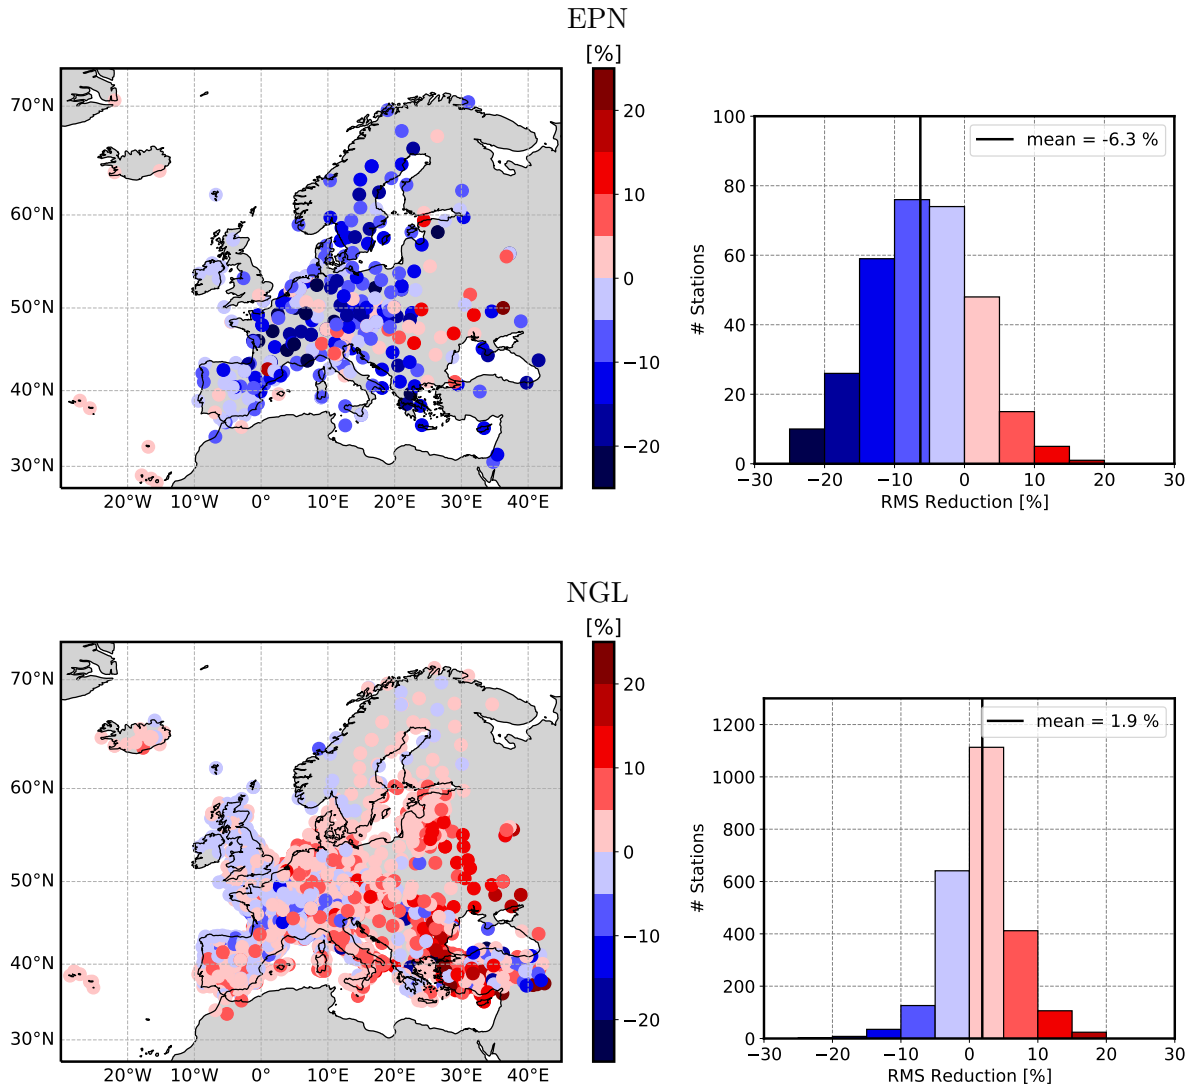 EPN
[%]
70°N
60°N
50°N
40°N
30°N
20°W 10°W 0° 10°E 20°E 30°E 40°E
20
10
0
−10
−20
mean = -6.3 %
100
80
60
40
20
0
# Stations
−30 −20 −10 0 10 20 30
RMS Reduction [%]
NGL
[%]
70°N
60°N
50°N
40°N
30°N
20°W 10°W 0° 10°E 20°E 30°E 40°E
20
10
0
−10
−20
mean = 1.9 %
1200
1000
800
600
400
200
0
# Stations
−30 −20 −10 0 10 20 30
RMS Reduction [%]